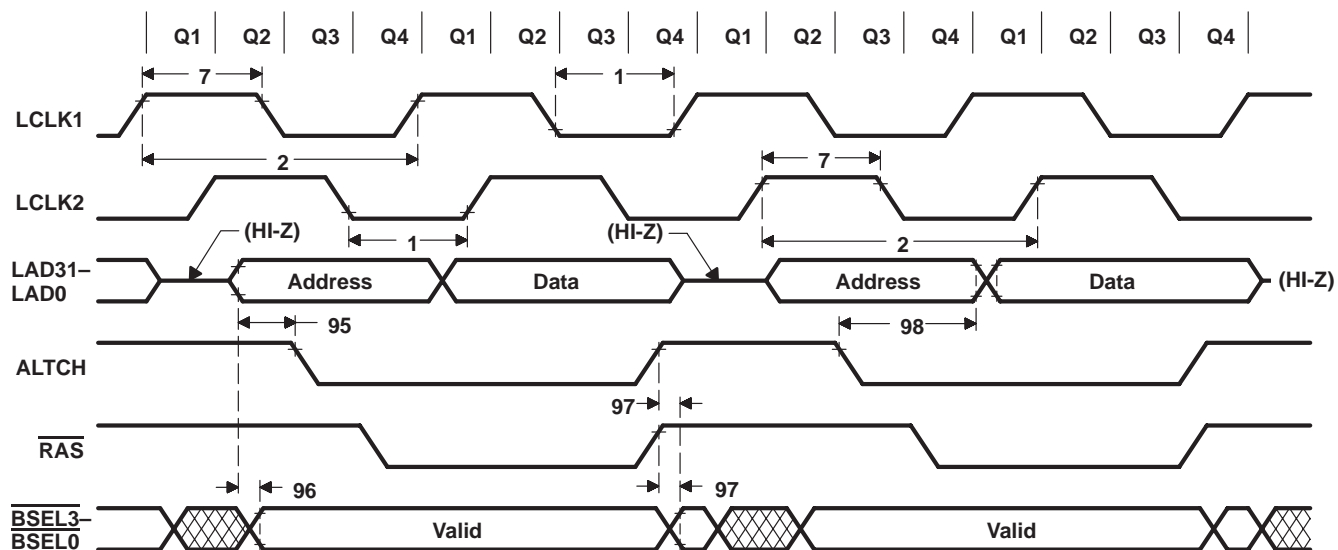 Q1 Q2 Q3 Q4 Q1 Q2 Q3 Q4 Q1 Q2 Q3 Q4 Q1 Q2 Q3 Q4
7 1
LCLK1
2 7
LCLK2
(HI-Z) 1 (HI-Z) 2
LAD31–
LAD0
Address Data Address Data (HI-Z)
95 98
ALTCH
97
RAS
96 97
BSEL3–
BSEL0
Valid Valid